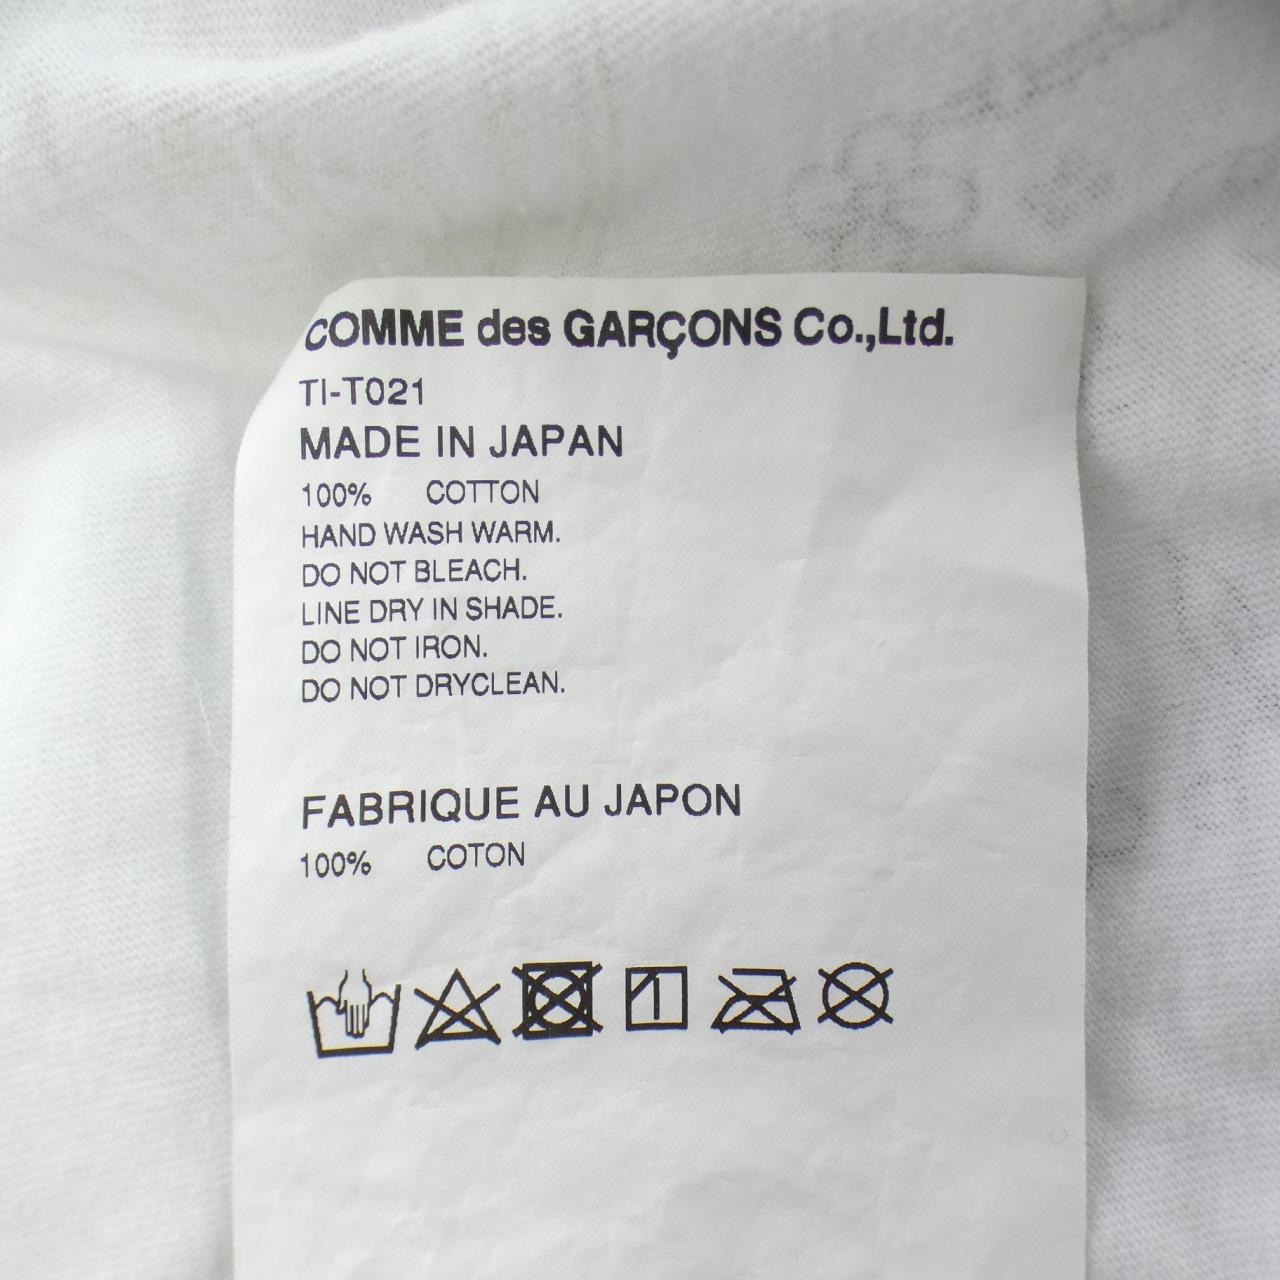 COMME des GARÇONS Co.,Ltd.
TI-T021
MADE IN JAPAN
100% COTTON
HAND WASH WARM.
DO NOT BLEACH.
LINE DRY IN SHADE.
DO NOT IRON.
DO NOT DRYCLEAN.
FABRIQUE AU JAPON
100% COTON